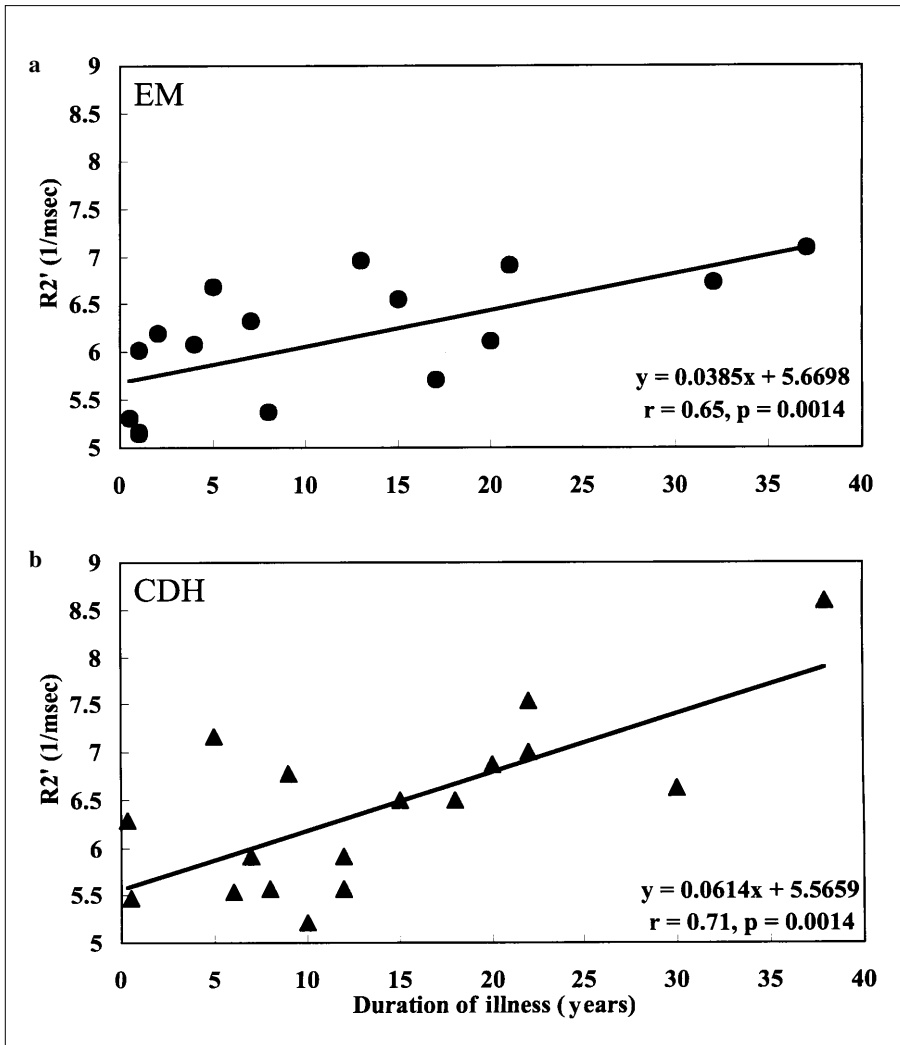 a
EM
9
8.5
8
7.5
7
6.5
6
5.5
5
R2' (1/msec)
y = 0.0385x + 5.6698
r = 0.65, p = 0.0014
0 5 10 15 20 25 30 35 40
b
CDH
9
8.5
8
7.5
7
6.5
6
5.5
5
R2' (1/msec)
y = 0.0614x + 5.5659
r = 0.71, p = 0.0014
0 5 10 15 20 25 30 35 40
Duration of illness (years)